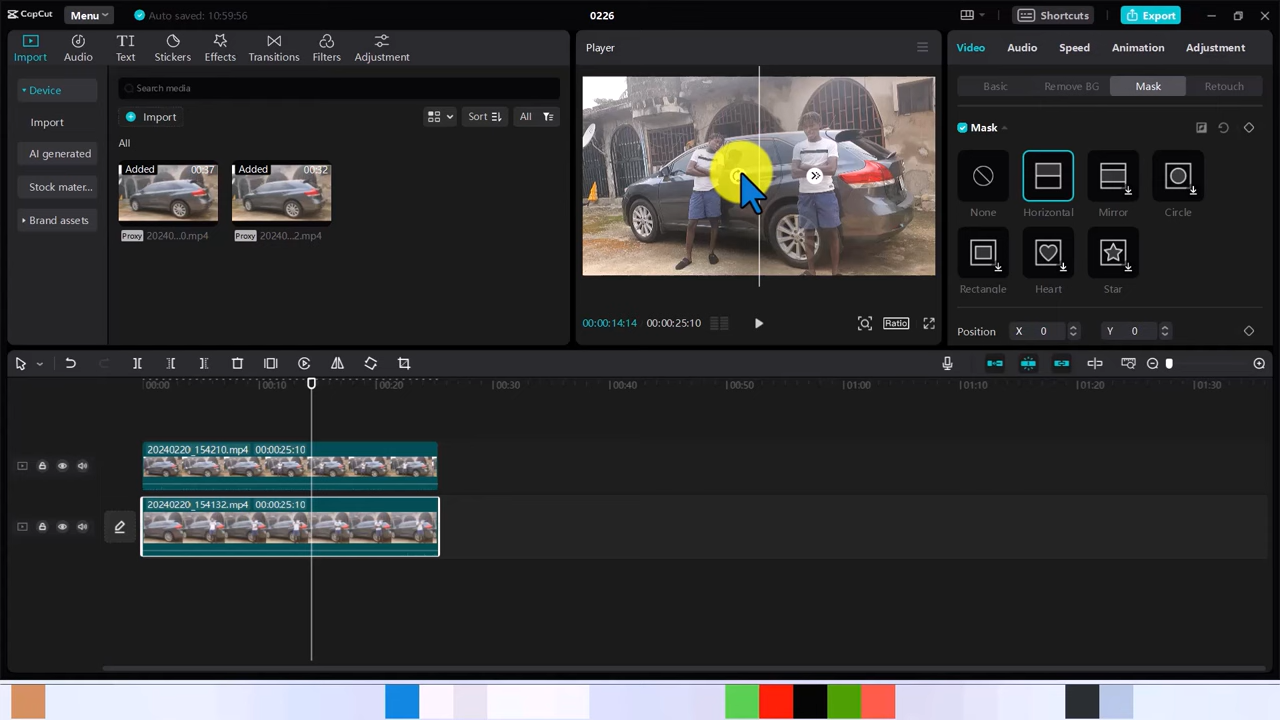 CapCut Menu Auto saved: 10:59:56 0226 Shortcuts Export
Import Audio Text Stickers Effects Transitions Filters Adjustment
Device
Import
AI generated
Stock mater...
Brand assets
Search media
Import Sort All
All
Added 00:37
Proxy 20240...0.mp4
Added 00:32
Proxy 20240...2.mp4
Player
00:00:14:14 00:00:25:10 Ratio
Video Audio Speed Animation Adjustment
Basic Remove BG Mask Retouch
Mask
None Horizontal Mirror Circle
Rectangle Heart Star
Position X 0 Y 0
00:00 00:10 00:20 00:30 00:40 00:50 01:00 01:10 01:20 01:30
20240220_154210.mp4 00:00:25:10
20240220_154132.mp4 00:00:25:10